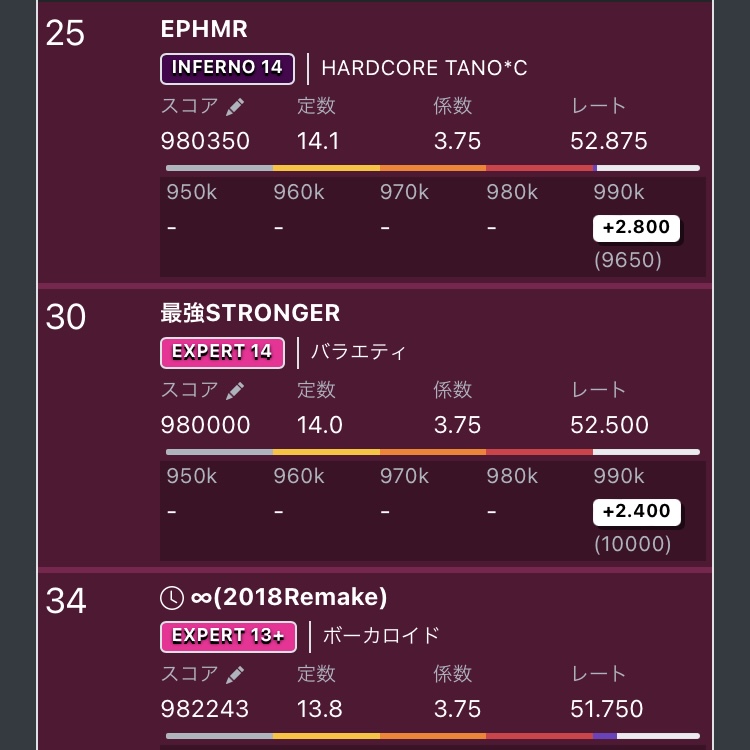 25
EPHMR
INFERNO 14 HARDCORE TANO*C
スコア 定数 係数 レート
980350 14.1 3.75 52.875
950k 960k 970k 980k 990k
- - - - +2.800
(9650)
30
最強STRONGER
EXPERT 14 バラエティ
スコア 定数 係数 レート
980000 14.0 3.75 52.500
950k 960k 970k 980k 990k
- - - - +2.400
(10000)
34
∞(2018Remake)
EXPERT 13+ ボーカロイド
スコア 定数 係数 レート
982243 13.8 3.75 51.750